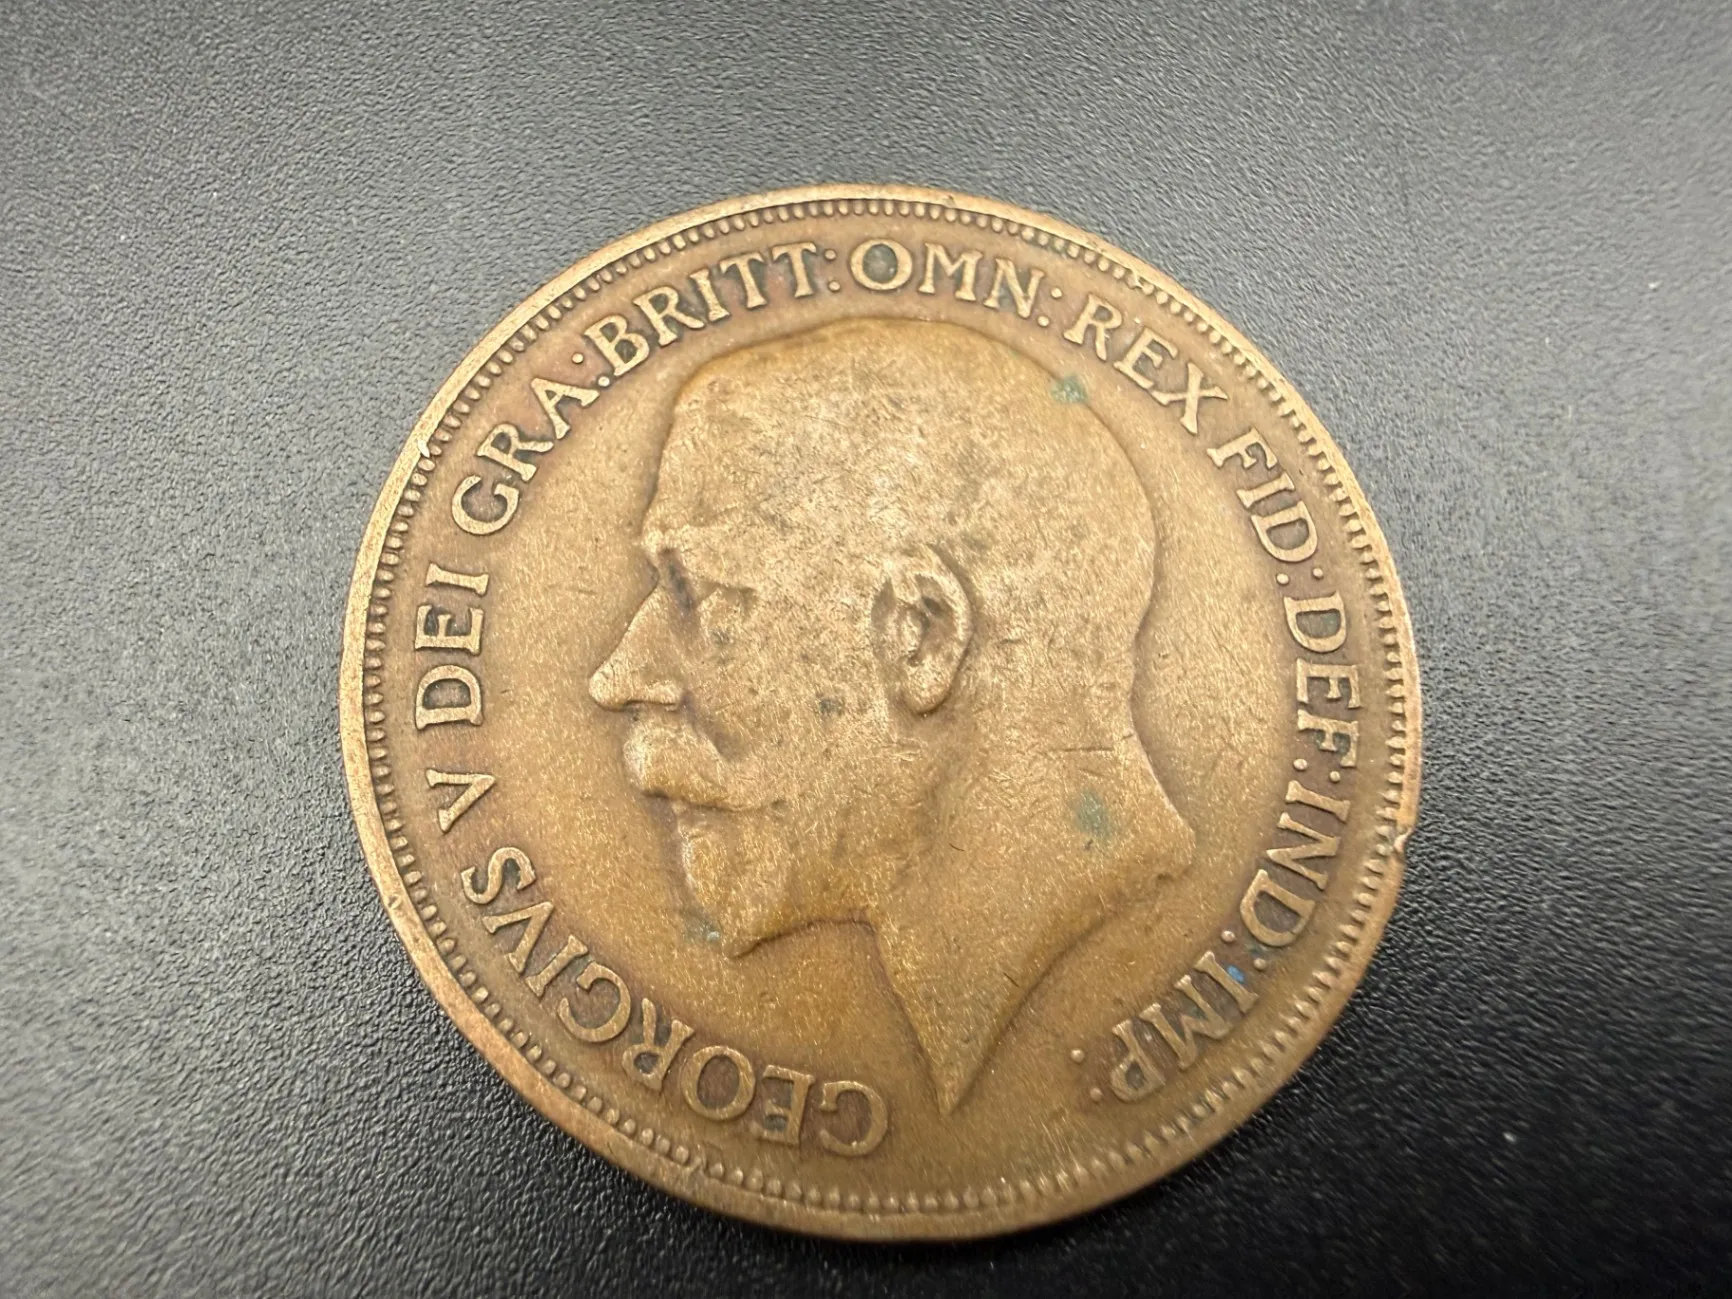 GEORGIVS V DEI GRA: BRITT: OMN: REX FID: DEF: IND: IMP: